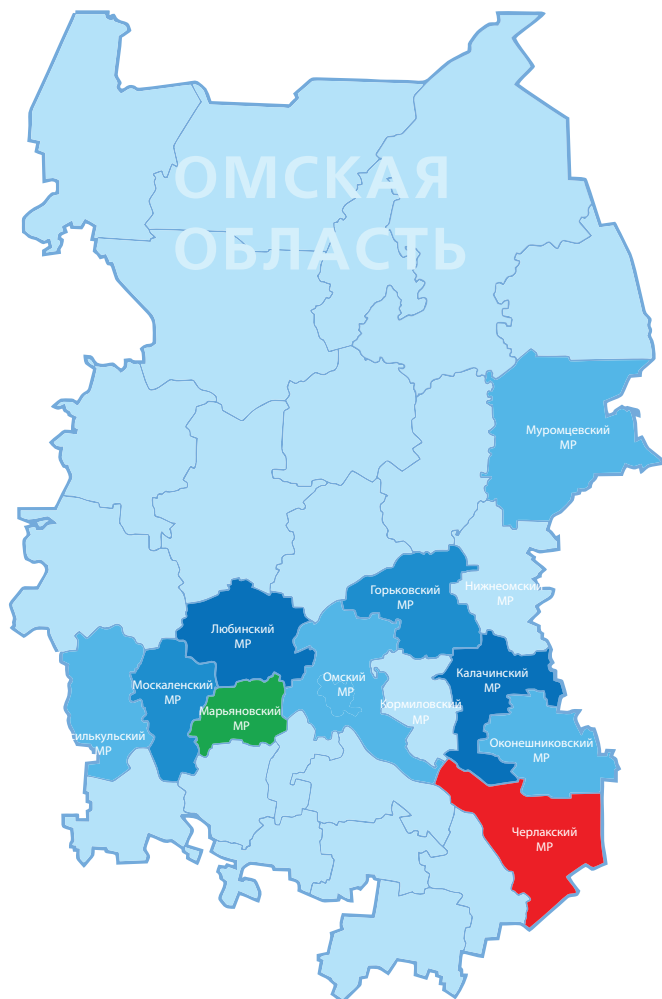 ОМСКАЯ
ОБЛАСТЬ
Муромцевский
МР
Горьковский
МР
Нижнеомский
МР
Любинский
МР
Москаленский
МР
Марьяновский
МР
Омский
МР
Кормиловский
МР
Калачинский
МР
силькульский
МР
Оконешниковский
МР
Черлакский
МР